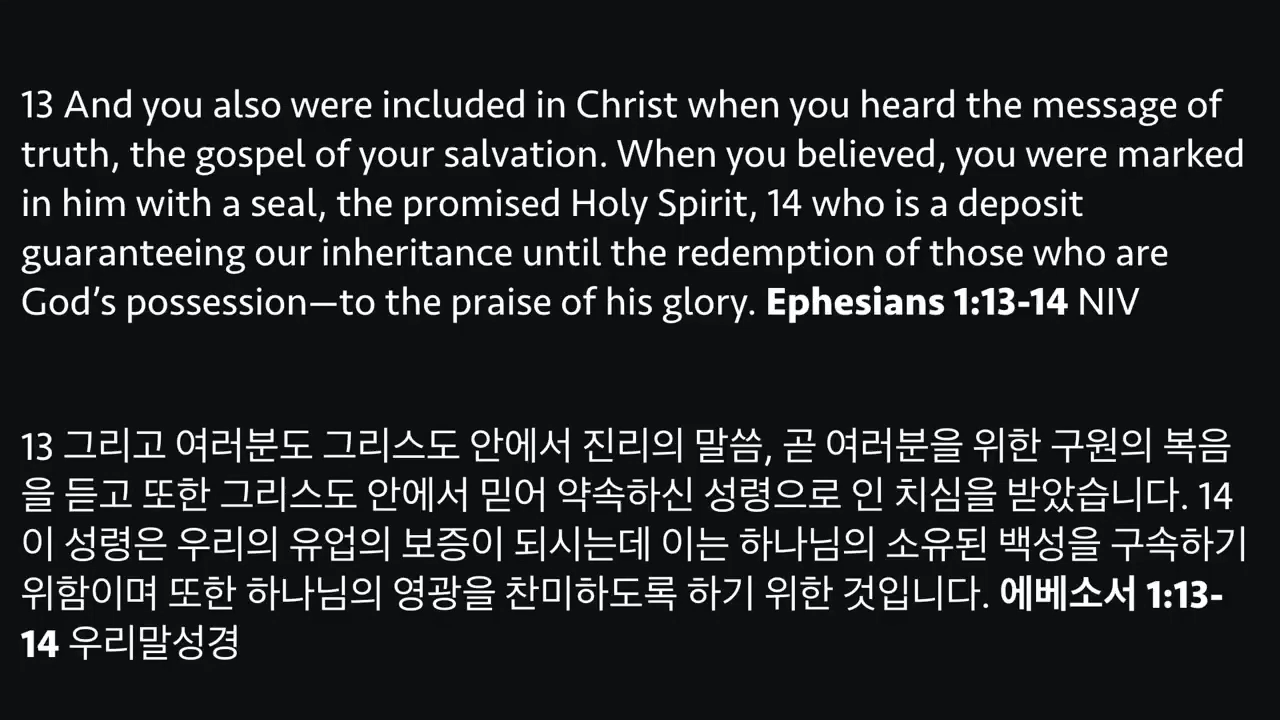 13 And you also were included in Christ when you heard the message of
truth, the gospel of your salvation. When you believed, you were marked
in him with a seal, the promised Holy Spirit, 14 who is a deposit
guaranteeing our inheritance until the redemption of those who are
God’s possession—to the praise of his glory. Ephesians 1:13-14 NIV
13 그리고 여러분도 그리스도 안에서 진리의 말씀, 곧 여러분을 위한 구원의 복음
을 듣고 또한 그리스도 안에서 믿어 약속하신 성령으로 인 치심을 받았습니다. 14
이 성령은 우리의 유업의 보증이 되시는데 이는 하나님의 소유된 백성을 구속하기
위함이며 또한 하나님의 영광을 찬미하도록 하기 위한 것입니다. 에베소서 1:13-
14 우리말성경